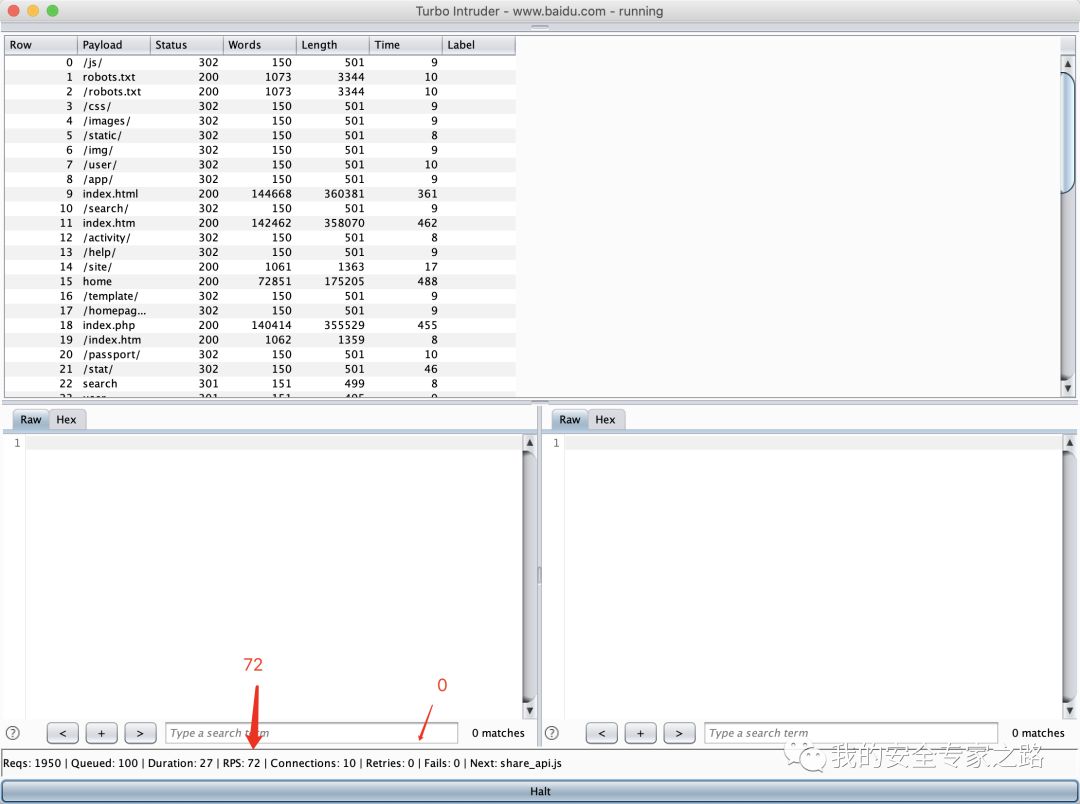 Turbo Intruder - www.baidu.com - running
Row Payload Status Words Length Time Label
0 /js/ 302 150 501 9
1 robots.txt 200 1073 3344 10
2 /robots.txt 200 1073 3344 10
3 /css/ 302 150 501 9
4 /images/ 302 150 501 9
5 /static/ 302 150 501 8
6 /img/ 302 150 501 9
7 /user/ 302 150 501 10
8 /app/ 302 150 501 9
9 index.html 200 144668 360381 361
10 /search/ 302 150 501 9
11 index.htm 200 142462 358070 462
12 /activity/ 302 150 501 8
13 /help/ 302 150 501 9
14 /site/ 200 1061 1363 17
15 home 200 72851 175205 488
16 /template/ 302 150 501 9
17 /homepag... 302 150 501 9
18 index.php 200 140414 355529 455
19 /index.htm 200 1062 1359 8
20 /passport/ 302 150 501 10
21 /stat/ 302 150 501 46
22 search 301 151 499 8
Raw Hex Raw Hex
1 1
72
0
? < + > Type a search term 0 matches ? < + > Type a search term 0 matches
Reqs: 1950 | Queued: 100 | Duration: 27 | RPS: 72 | Connections: 10 | Retries: 0 | Fails: 0 | Next: share_api.js
我的安全专家之路
Halt